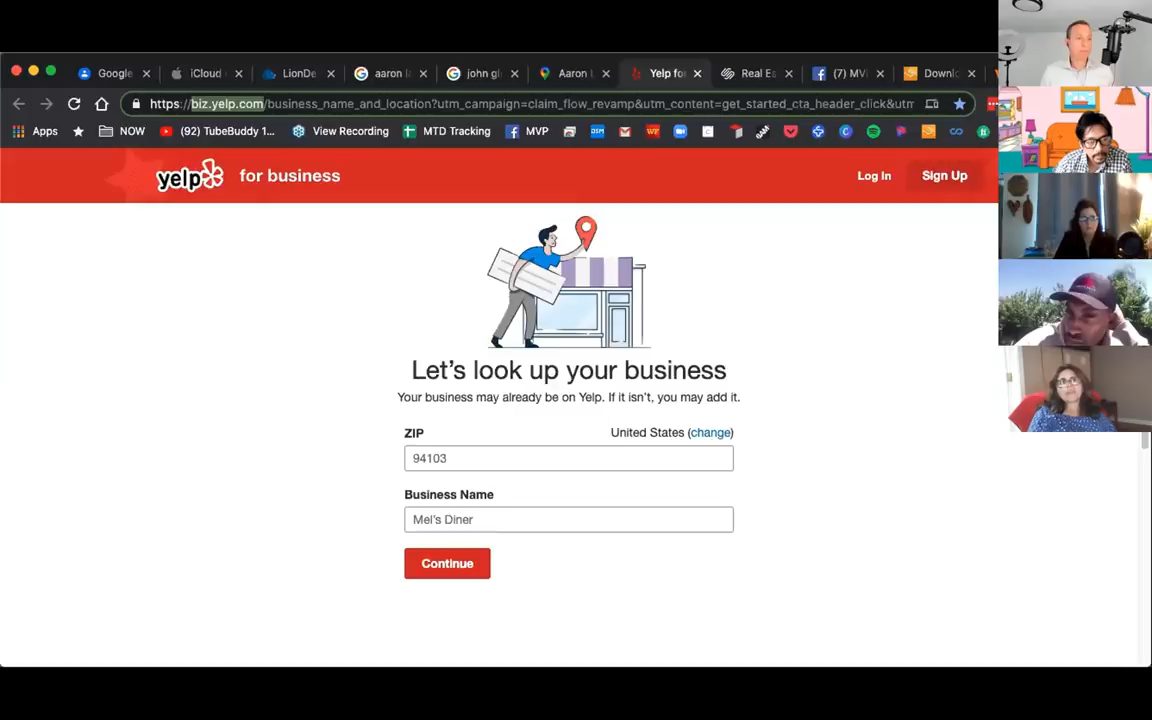 Google
iCloud
LionDe
aaron l
john gl
Aaron L
Yelp fo
Real Es
(7) MV
Downl
https://biz.yelp.com/business_name_and_location?utm_campaign=claim_flow_revamp&utm_content=get_started_cta_header_click&utm
Apps
NOW
(92) TubeBuddy 1...
View Recording
MTD Tracking
MVP
yelp
for business
Log In
Sign Up
Let's look up your business
Your business may already be on Yelp. If it isn't, you may add it.
ZIP
United States (change)
94103
Business Name
Mel's Diner
Continue